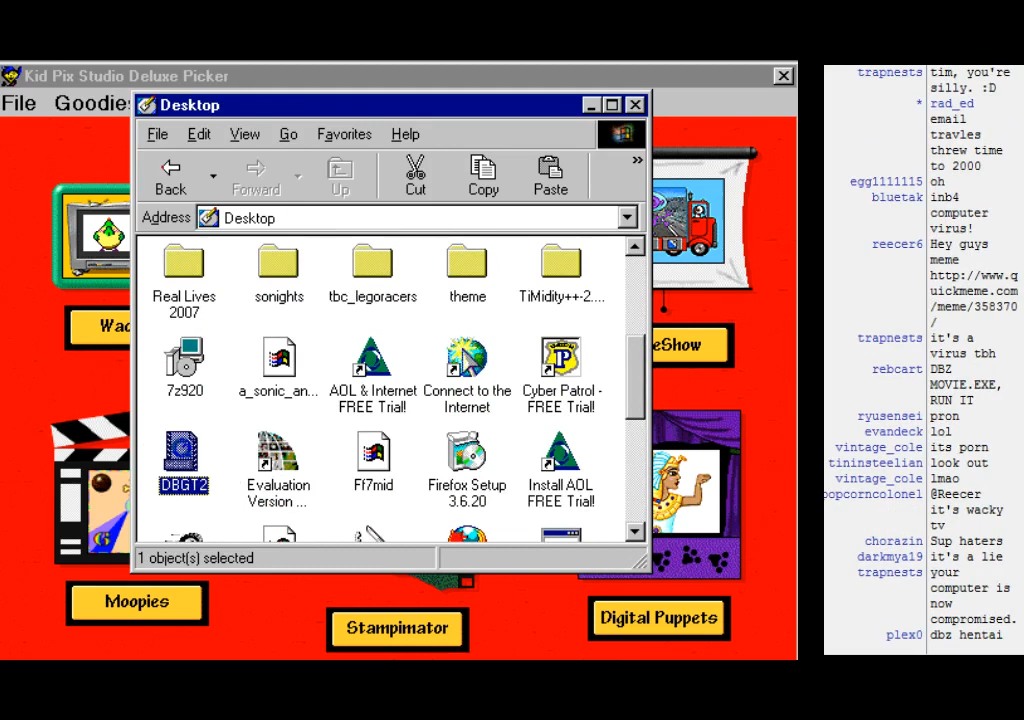 Kid Pix Studio Deluxe Picker
File Goodies
Desktop
File Edit View Go Favorites Help
Back Forward Up Cut Copy Paste
Address Desktop
Real Lives
2007
sonights
tbc_legoracers
theme
TiMidity++-2....
7z920
a_sonic_an...
AOL & Internet
FREE Trial!
Connect to the
Internet
Cyber Patrol -
FREE Trial!
DBGT2
Evaluation
Version ...
Ff7mid
Firefox Setup
3.6.20
Install AOL
FREE Trial!
1 object(s) selected
Wac
eShow
Moopies
Stampimator
Digital Puppets
trapnests tim, you're
silly. :D
* rad_ed
email
travles
threw time
to 2000
egg1111115 oh
bluetak inb4
computer
virus!
reecer6 Hey guys
meme
http://www.q
uickmeme.com
/meme/358370
/
trapnests it's a
virus tbh
rebcart DBZ
MOVIE.EXE,
RUN IT
ryusensei pron
evandeck lol
vintage_cole its porn
tininsteelian look out
vintage_cole lmao
opcorncolonel @Reecer
it's wacky
tv
chorazin Sup haters
darkmya19 it's a lie
trapnests your
computer is
now
compromised.
plex0 dbz hentai